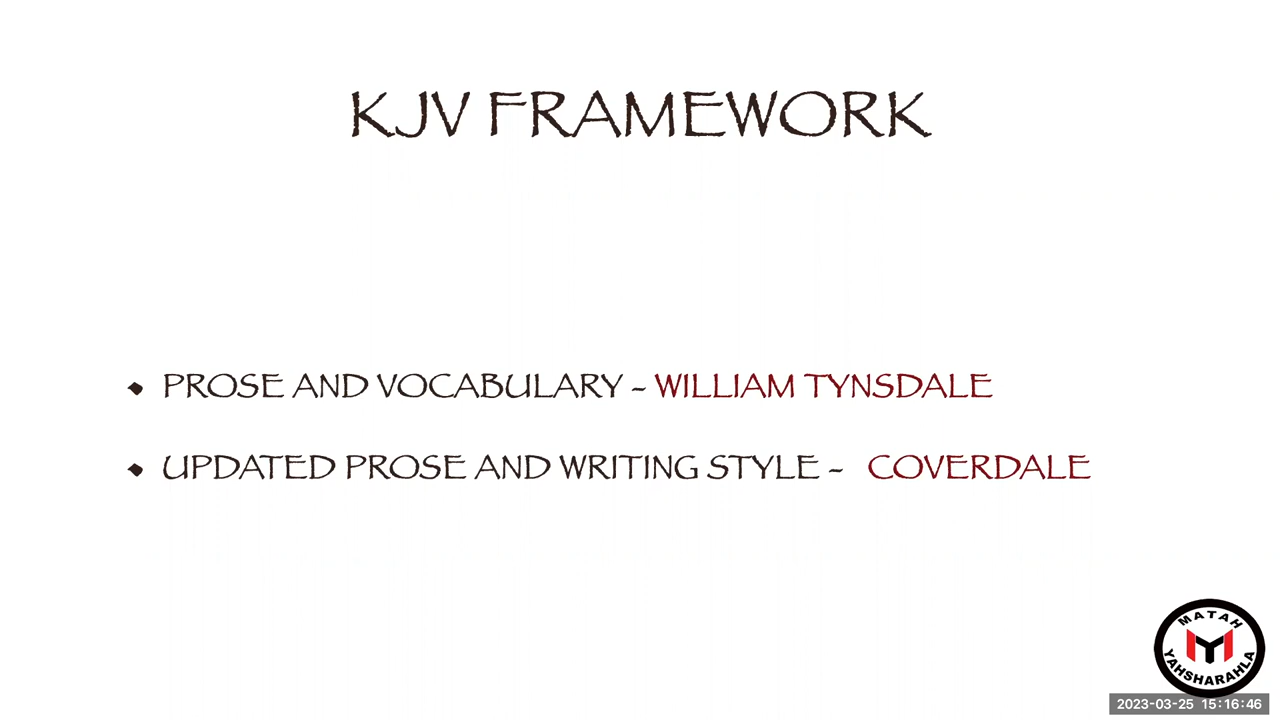 KJV FRAMEWORK
PROSE AND VOCABULARY – WILLIAM TYNSDALE
UPDATED PROSE AND WRITING STYLE – COVERDALE
MATAH
YAHSHARAHLA
2023-03-25 15:16:46